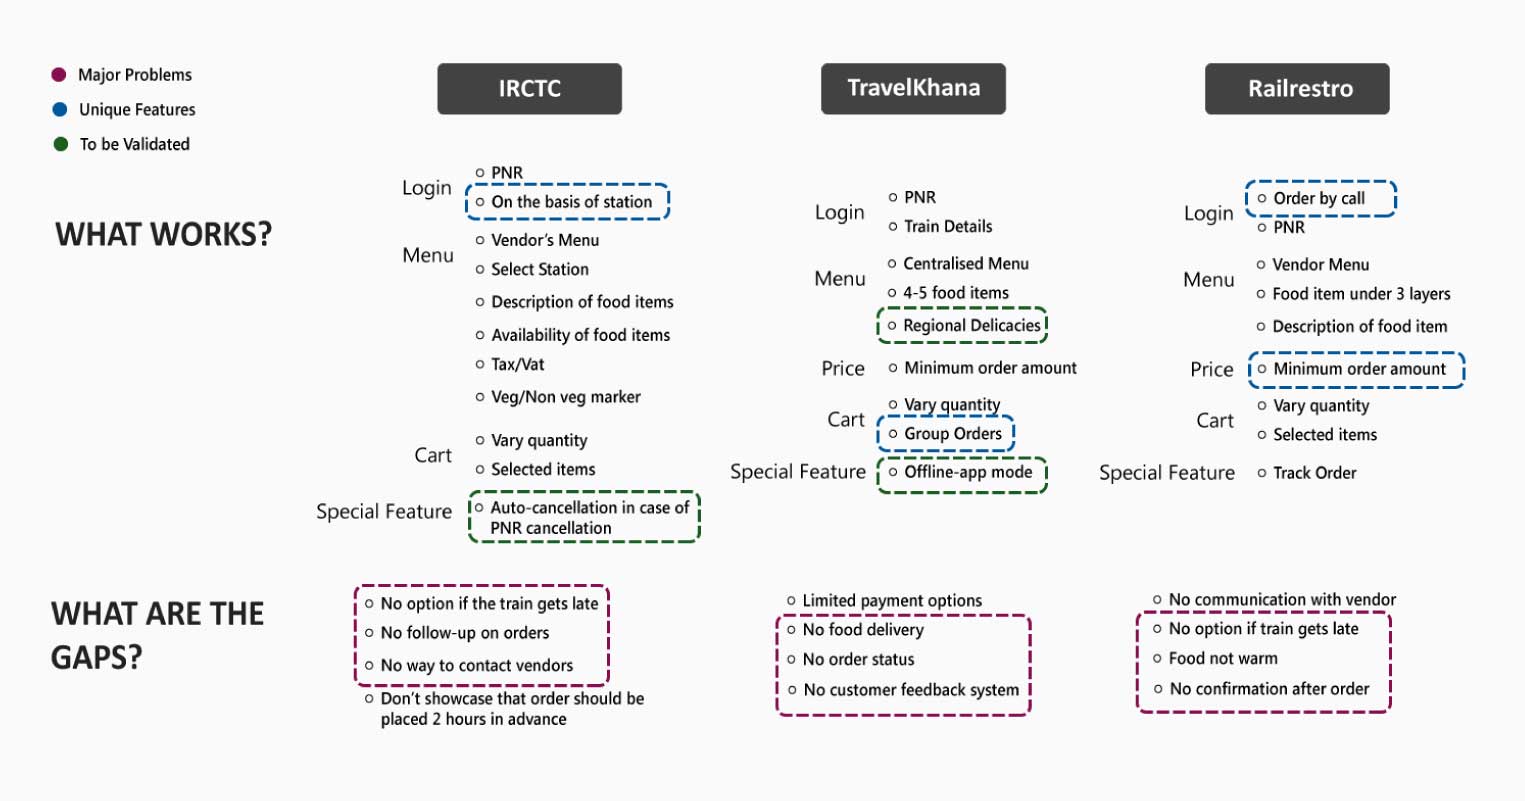 Major Problems
Unique Features
To be Validated
IRCTC
TravelKhana
Railrestro
WHAT WORKS?
Login
PNR
On the basis of station
Menu
Vendor's Menu
Select Station
Description of food items
Availability of food items
Tax/Vat
Veg/Non veg marker
Cart
Vary quantity
Selected items
Special Feature
Auto-cancellation in case of
PNR cancellation
Login
PNR
Train Details
Menu
Centralised Menu
4-5 food items
Regional Delicacies
Price
Minimum order amount
Cart
Vary quantity
Group Orders
Special Feature
Offline-app mode
Login
Order by call
PNR
Menu
Vendor Menu
Food item under 3 layers
Description of food item
Price
Minimum order amount
Cart
Vary quantity
Selected items
Special Feature
Track Order
WHAT ARE THE
GAPS?
No option if the train gets late
No follow-up on orders
No way to contact vendors
Don't showcase that order should be
placed 2 hours in advance
Limited payment options
No food delivery
No order status
No customer feedback system
No communication with vendor
No option if train gets late
Food not warm
No confirmation after order